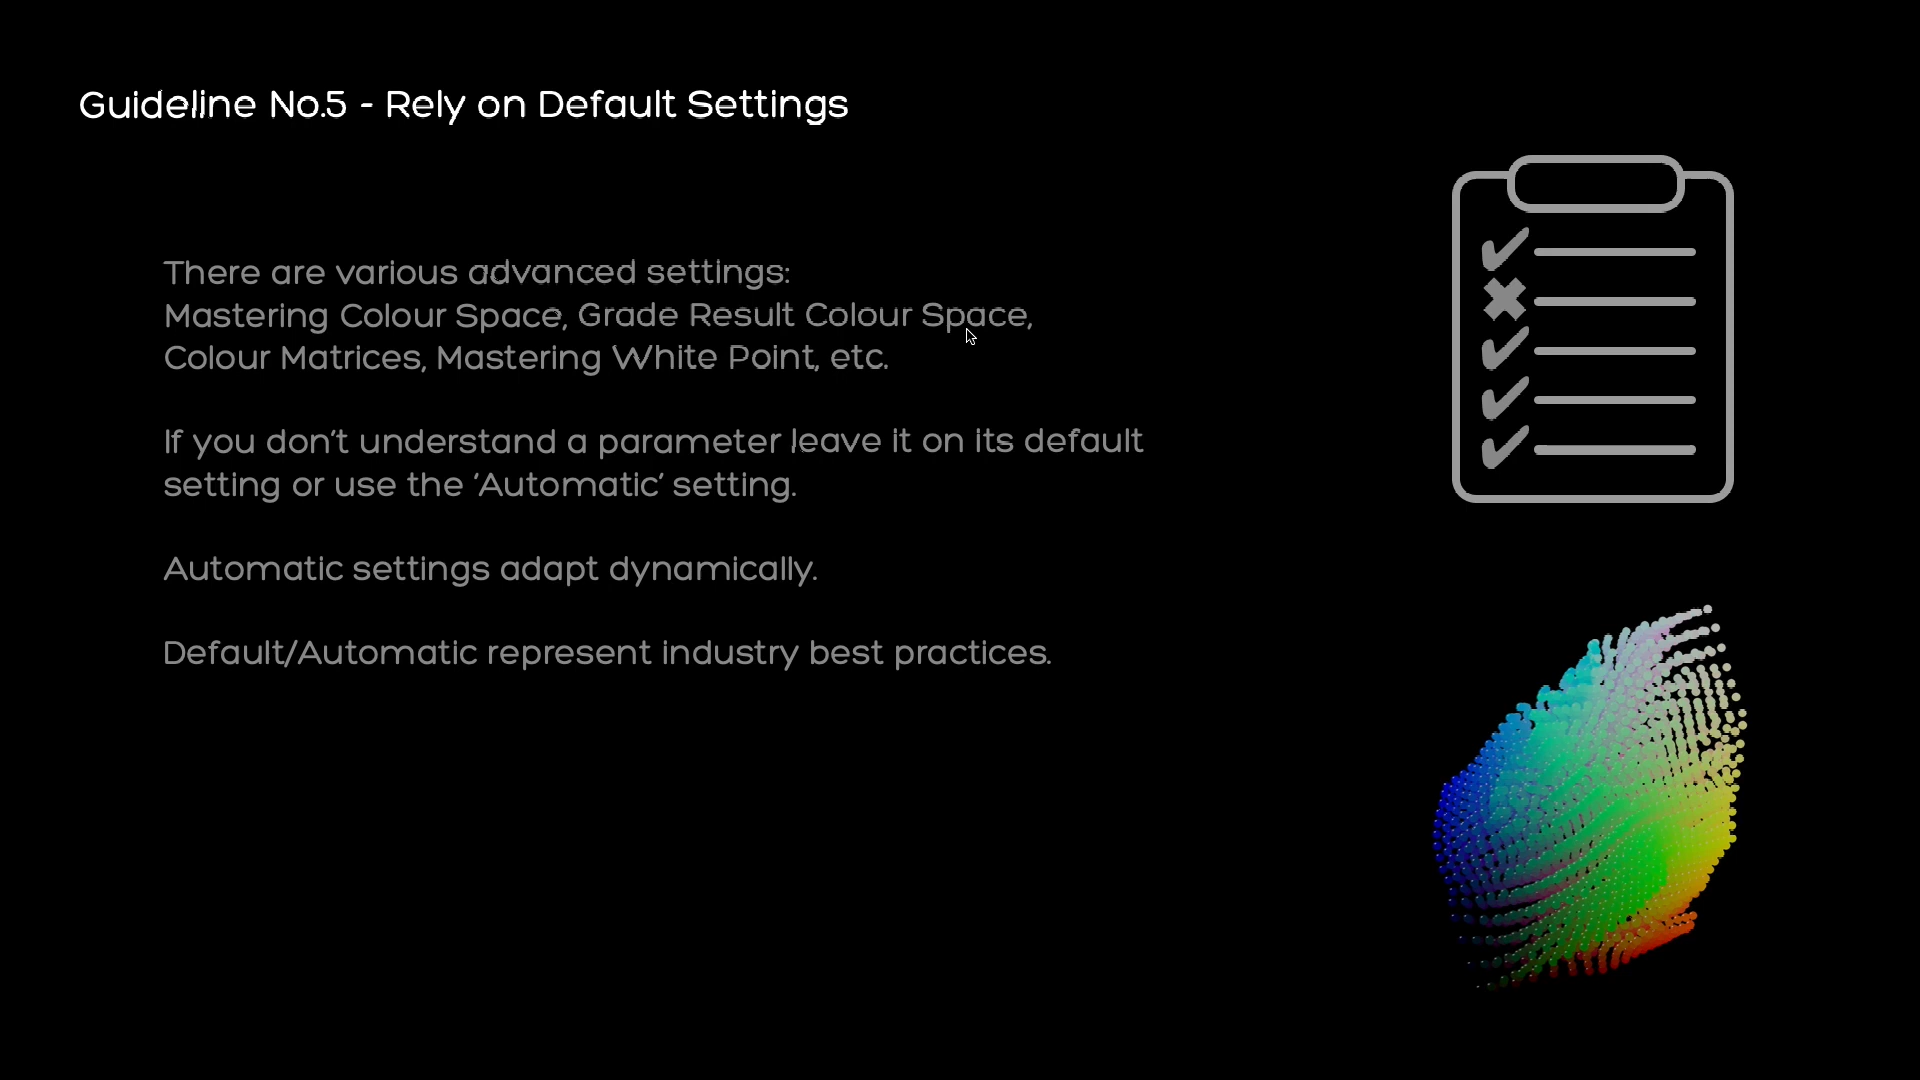 Guideline No.5 - Rely on Default Settings
There are various advanced settings:
Mastering Colour Space, Grade Result Colour Space,
Colour Matrices, Mastering White Point, etc.
If you don't understand a parameter leave it on its default
setting or use the 'Automatic' setting.
Automatic settings adapt dynamically.
Default/Automatic represent industry best practices.